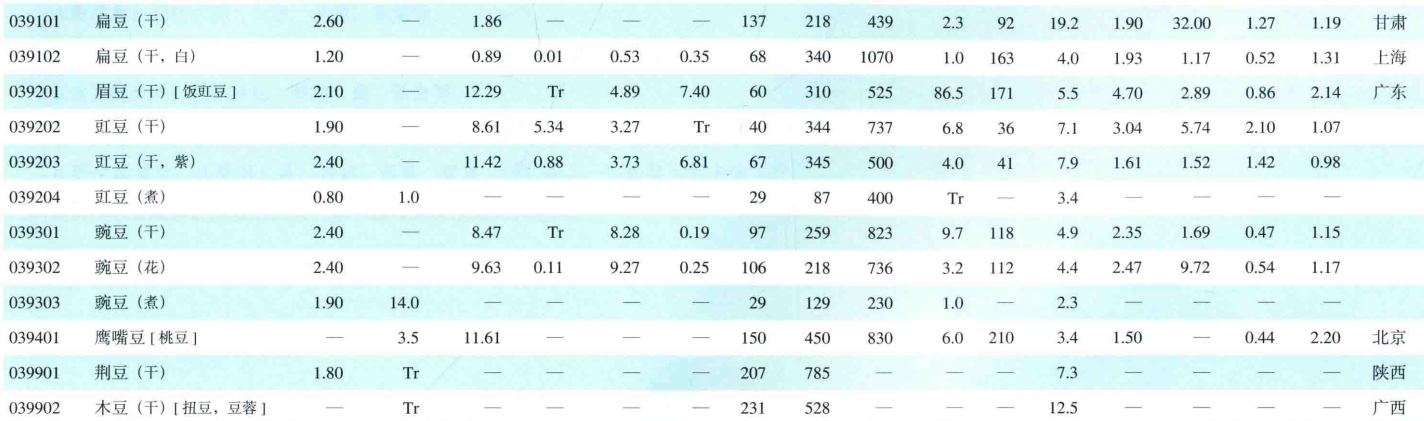 039101 扁豆（干） 2.60 — 1.86 — — — 137 218 439 2.3 92 19.2 1.90 32.00 1.27 1.19 甘肃
039102 扁豆（干，白） 1.20 — 0.89 0.01 0.53 0.35 68 340 1070 1.0 163 4.0 1.93 1.17 0.52 1.31 上海
039201 眉豆（干）[饭豇豆] 2.10 — 12.29 Tr 4.89 7.40 60 310 525 86.5 171 5.5 4.70 2.89 0.86 2.14 广东
039202 豇豆（干） 1.90 — 8.61 5.34 3.27 Tr 40 344 737 6.8 36 7.1 3.04 5.74 2.10 1.07
039203 豇豆（干，紫） 2.40 — 11.42 0.88 3.73 6.81 67 345 500 4.0 41 7.9 1.61 1.52 1.42 0.98
039204 豇豆（煮） 0.80 1.0 — — — — 29 87 400 Tr — 3.4 — — — —
039301 豌豆（干） 2.40 — 8.47 Tr 8.28 0.19 97 259 823 9.7 118 4.9 2.35 1.69 0.47 1.15
039302 豌豆（花） 2.40 — 9.63 0.11 9.27 0.25 106 218 736 3.2 112 4.4 2.47 9.72 0.54 1.17
039303 豌豆（煮） 1.90 14.0 — — — — 29 129 230 1.0 — 2.3 — — — —
039401 鹰嘴豆[桃豆] — 3.5 11.61 — — — 150 450 830 6.0 210 3.4 1.50 — 0.44 2.20 北京
039901 荆豆（干） 1.80 Tr — — — — 207 785 — — — 7.3 — — — — 陕西
039902 木豆（干）[扭豆，豆蓉] — Tr — — — — 231 528 — — — 12.5 — — — — 广西